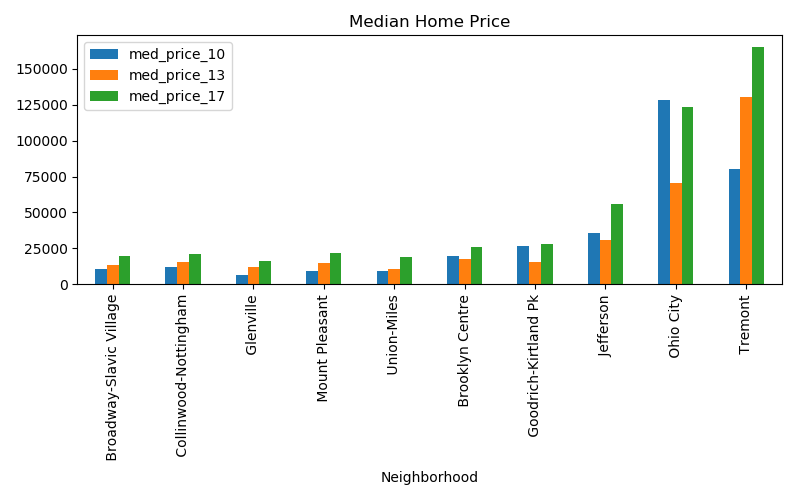 Median Home Price
med_price_10
med_price_13
med_price_17
150000
125000
100000
75000
50000
25000
0
Broadway-Slavic Village
Collinwood-Nottingham
Glenville
Mount Pleasant
Union-Miles
Brooklyn Centre
Goodrich-Kirtland Pk
Jefferson
Ohio City
Tremont
Neighborhood